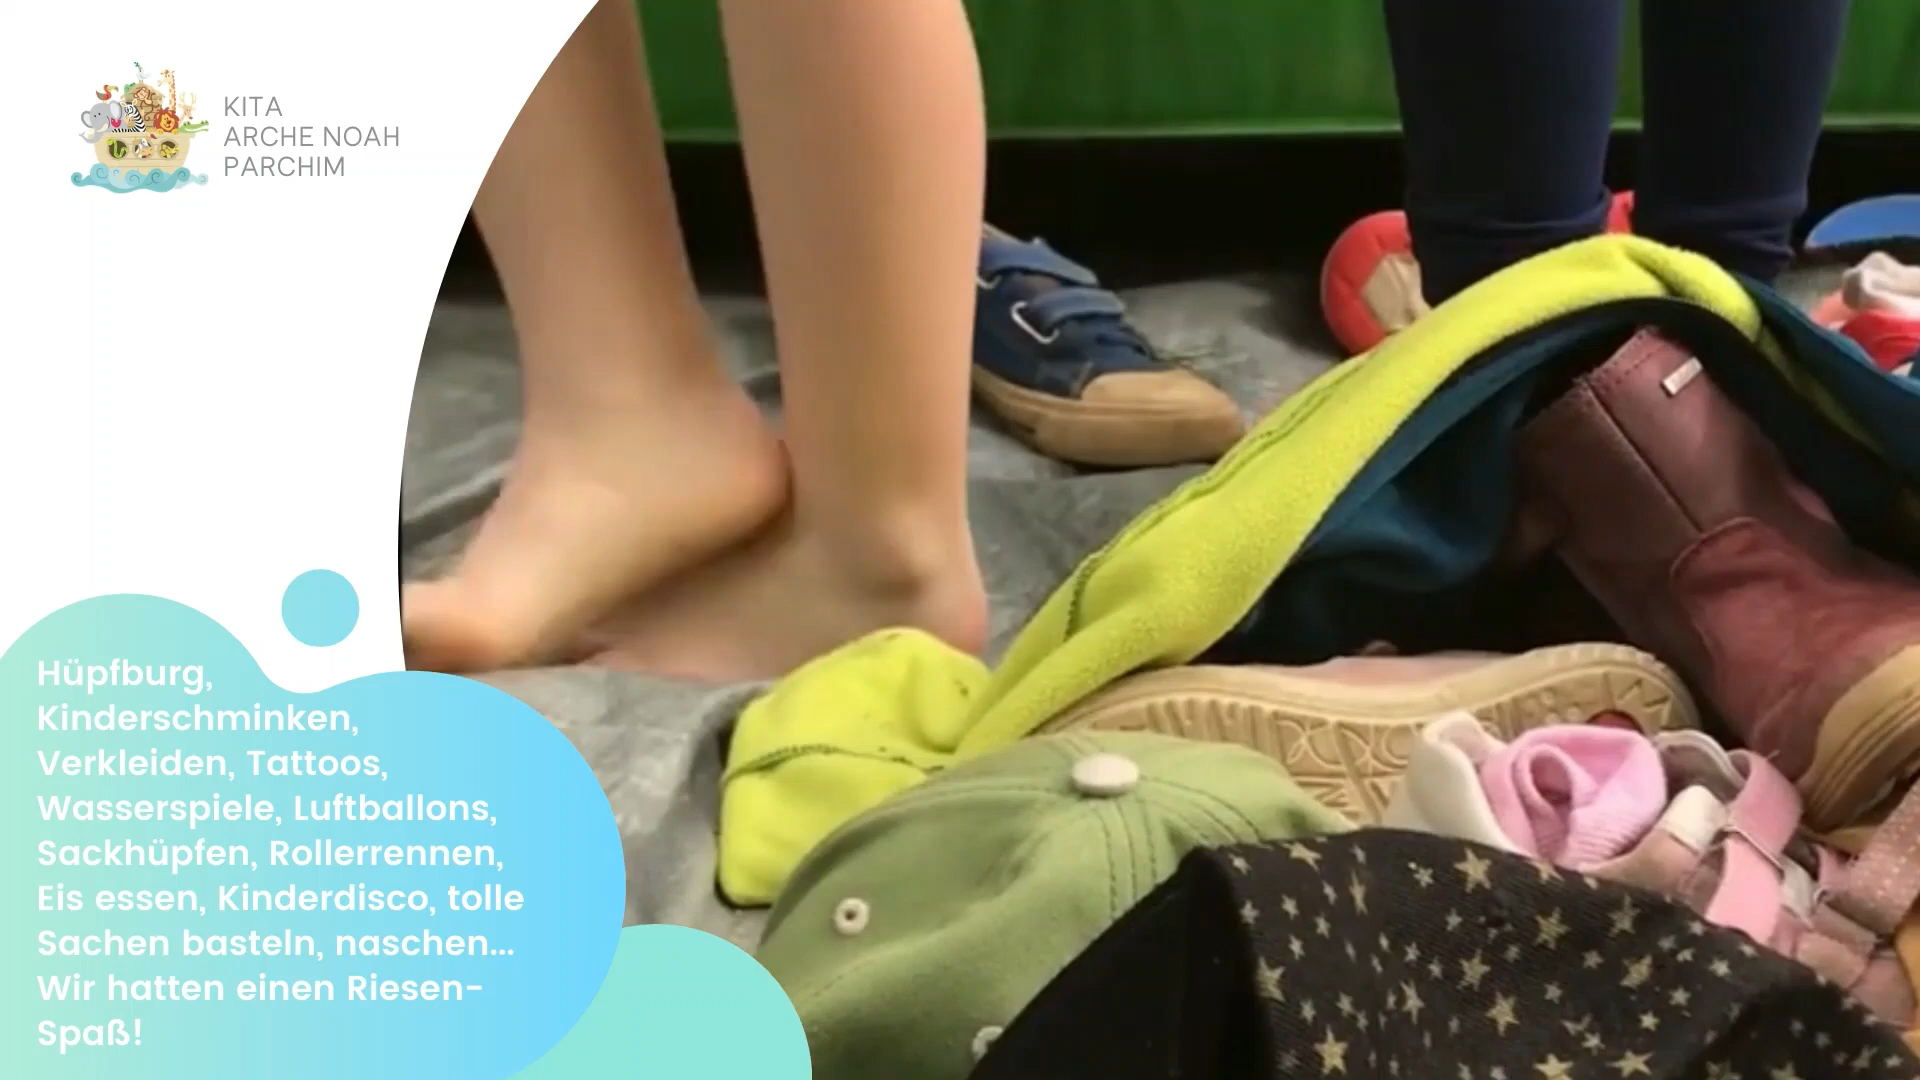 KITA
ARCHE NOAH
PARCHIM
Hüpfburg,
Kinderschminken,
Verkleiden, Tattoos,
Wasserspiele, Luftballons,
Sackhüpfen, Rollerrennen,
Eis essen, Kinderdisco, tolle
Sachen basteln, naschen...
Wir hatten einen Riesen-
Spaß!